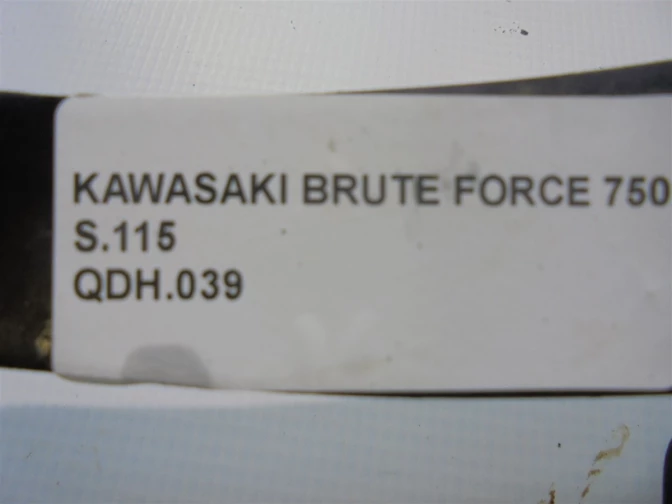 KAWASAKI BRUTE FORCE 750
S.115
QDH.039